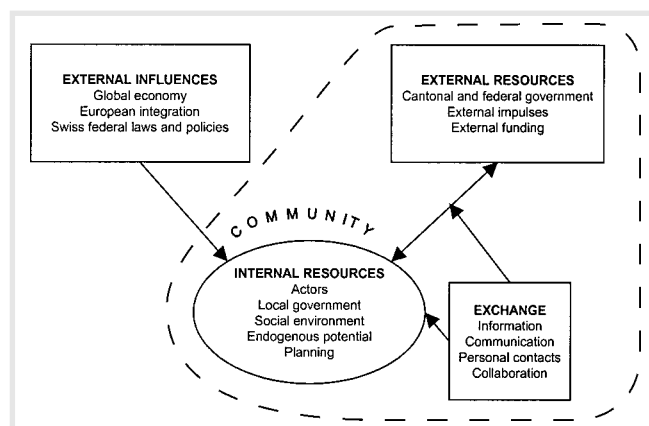 EXTERNAL INFLUENCES
Global economy
European integration
Swiss federal laws and policies
EXTERNAL RESOURCES
Cantonal and federal government
External impulses
External funding
COMMUNITY
INTERNAL RESOURCES
Actors
Local government
Social environment
Endogenous potential
Planning
EXCHANGE
Information
Communication
Personal contacts
Collaboration